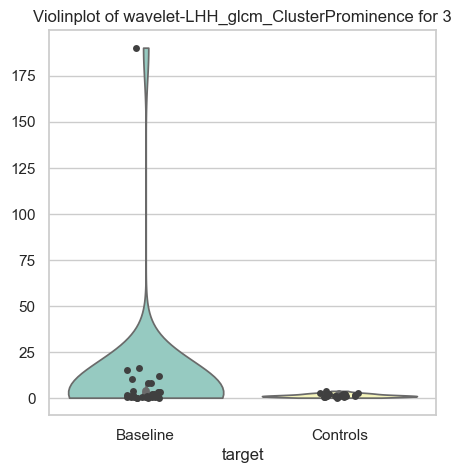 Violinplot of wavelet-LHH_glcm_ClusterProminence for 3
175
150
125
100
75
50
25
0
Baseline Controls
target